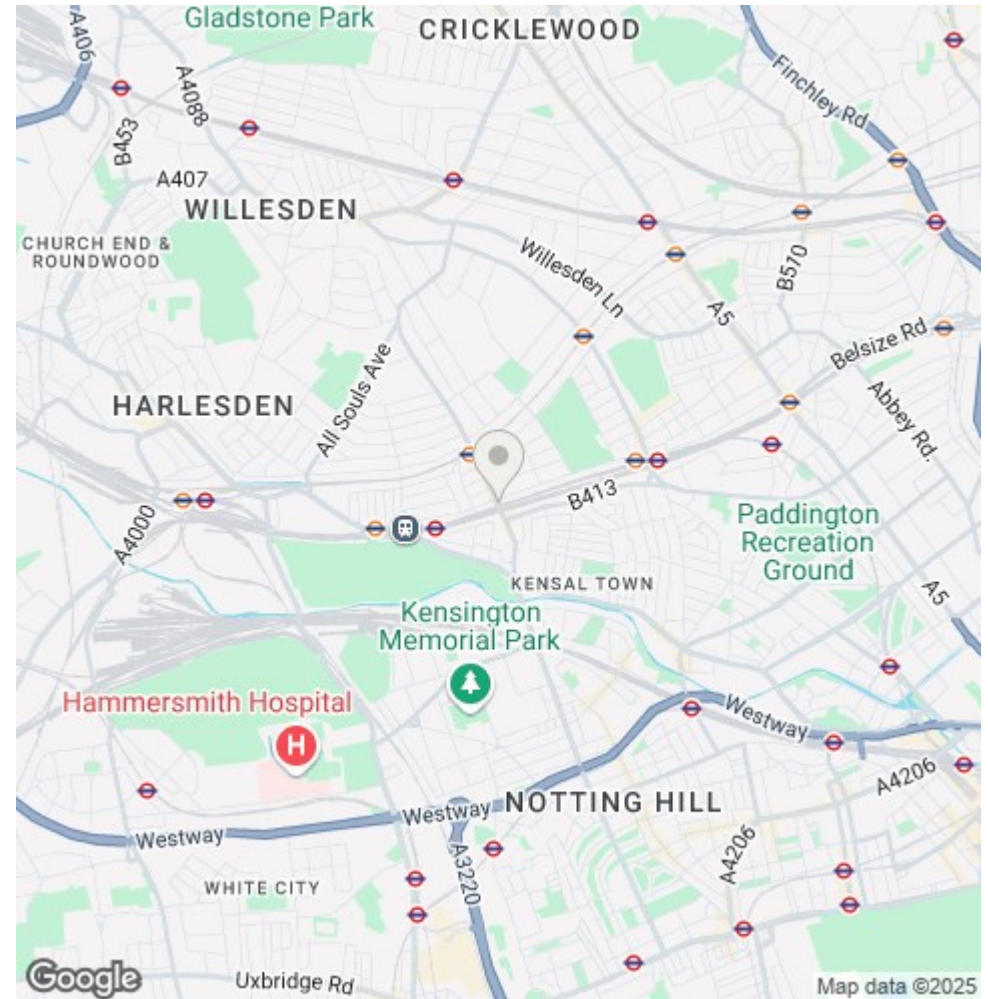 Gladstone Park
CRICKLEWOOD
A406
A4088
Finchley Rd
B453
A407
WILLESDEN
CHURCH END &
ROUNDWOOD
Willesden Ln
B570
A5
Belsize Rd
All Souls Ave
HARLESDEN
Abbey Rd.
B413
A4000
Paddington
Recreation
Ground
KENSAL TOWN
A5
Kensington
Memorial Park
Hammersmith Hospital
H
Westway
A4206
Westway
NOTTING HILL
Westway
A3220
A4206
WHITE CITY
Google
Uxbridge Rd
Map data ©2025